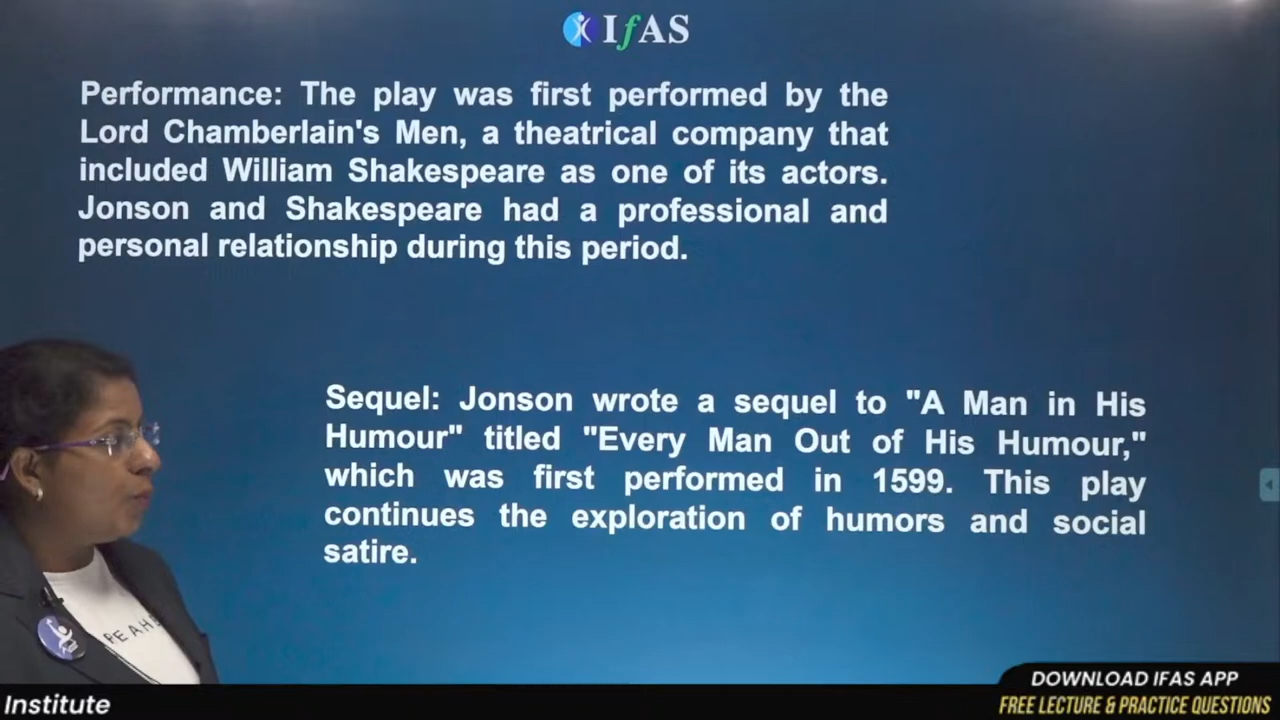 IfAS
Performance: The play was first performed by the
Lord Chamberlain's Men, a theatrical company that
included William Shakespeare as one of its actors.
Jonson and Shakespeare had a professional and
personal relationship during this period.
Sequel: Jonson wrote a sequel to "A Man in His
Humour" titled "Every Man Out of His Humour,"
which was first performed in 1599. This play
continues the exploration of humors and social
satire.
Institute
DOWNLOAD IFAS APP
FREE LECTURE & PRACTICE QUESTIONS